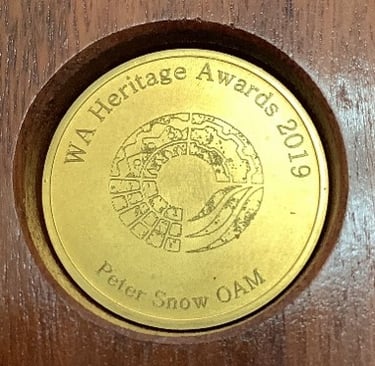 WA Heritage Awards 2019
Peter Snow OAM